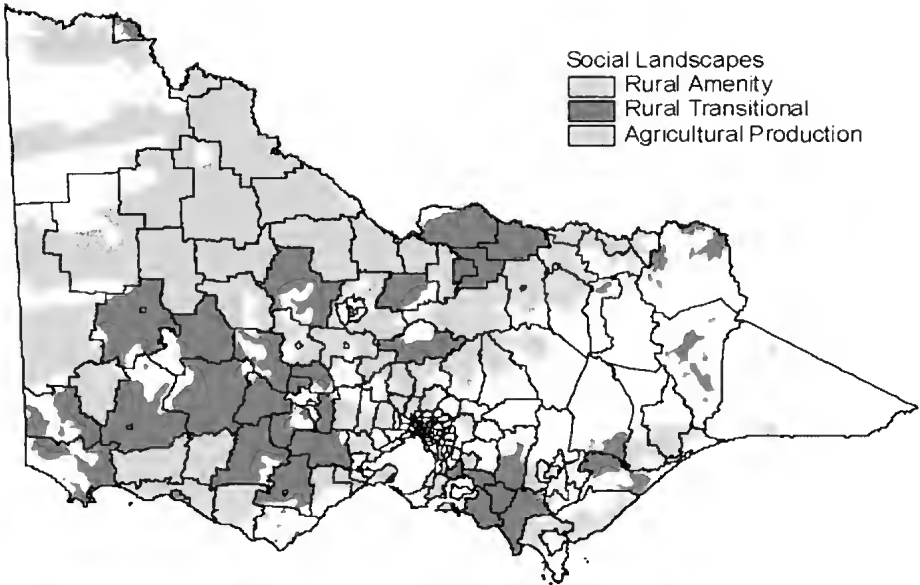 Social Landscapes
Rural Amenity
Rural Transitional
Agricultural Production